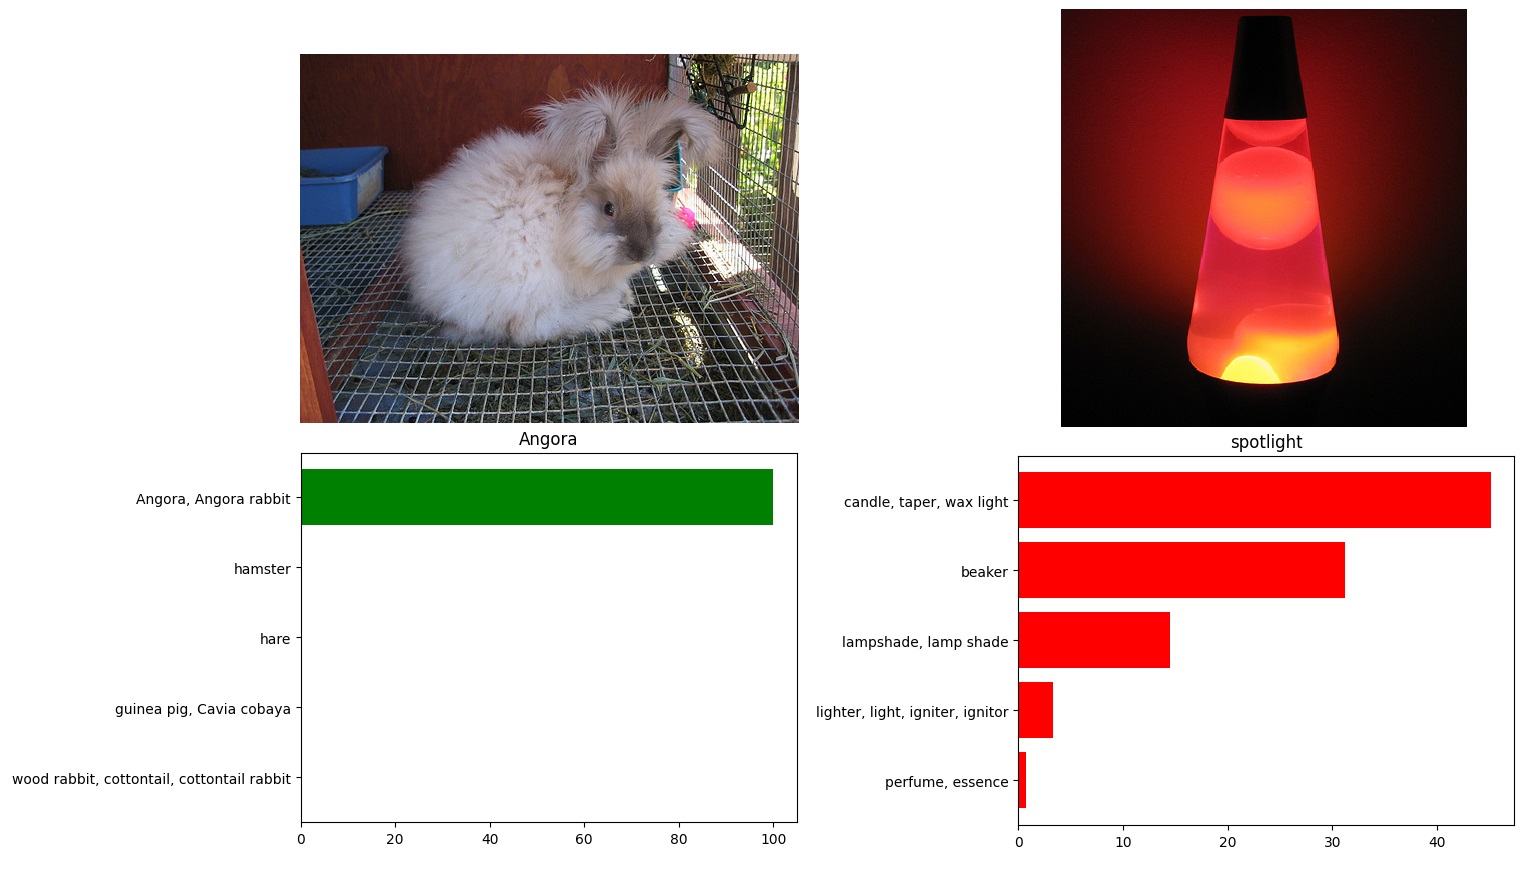 Angora
Angora, Angora rabbit
hamster
hare
guinea pig, Cavia cobaya
wood rabbit, cottontail, cottontail rabbit
0 20 40 60 80 100
spotlight
candle, taper, wax light
beaker
lampshade, lamp shade
lighter, light, igniter, ignitor
perfume, essence
0 10 20 30 40